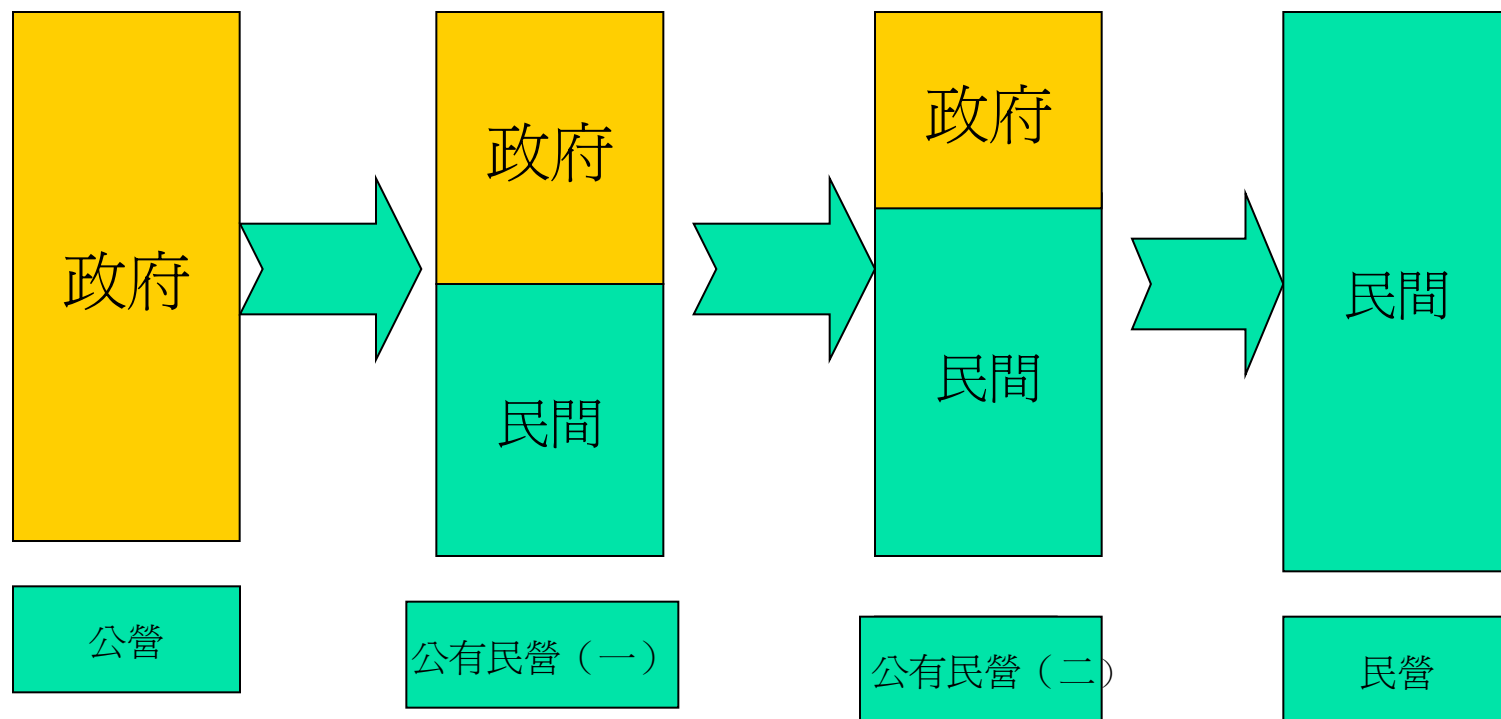 政府
政府
民間
政府
民間
民間
公營
公有民營（一）
公有民營（二）
民營